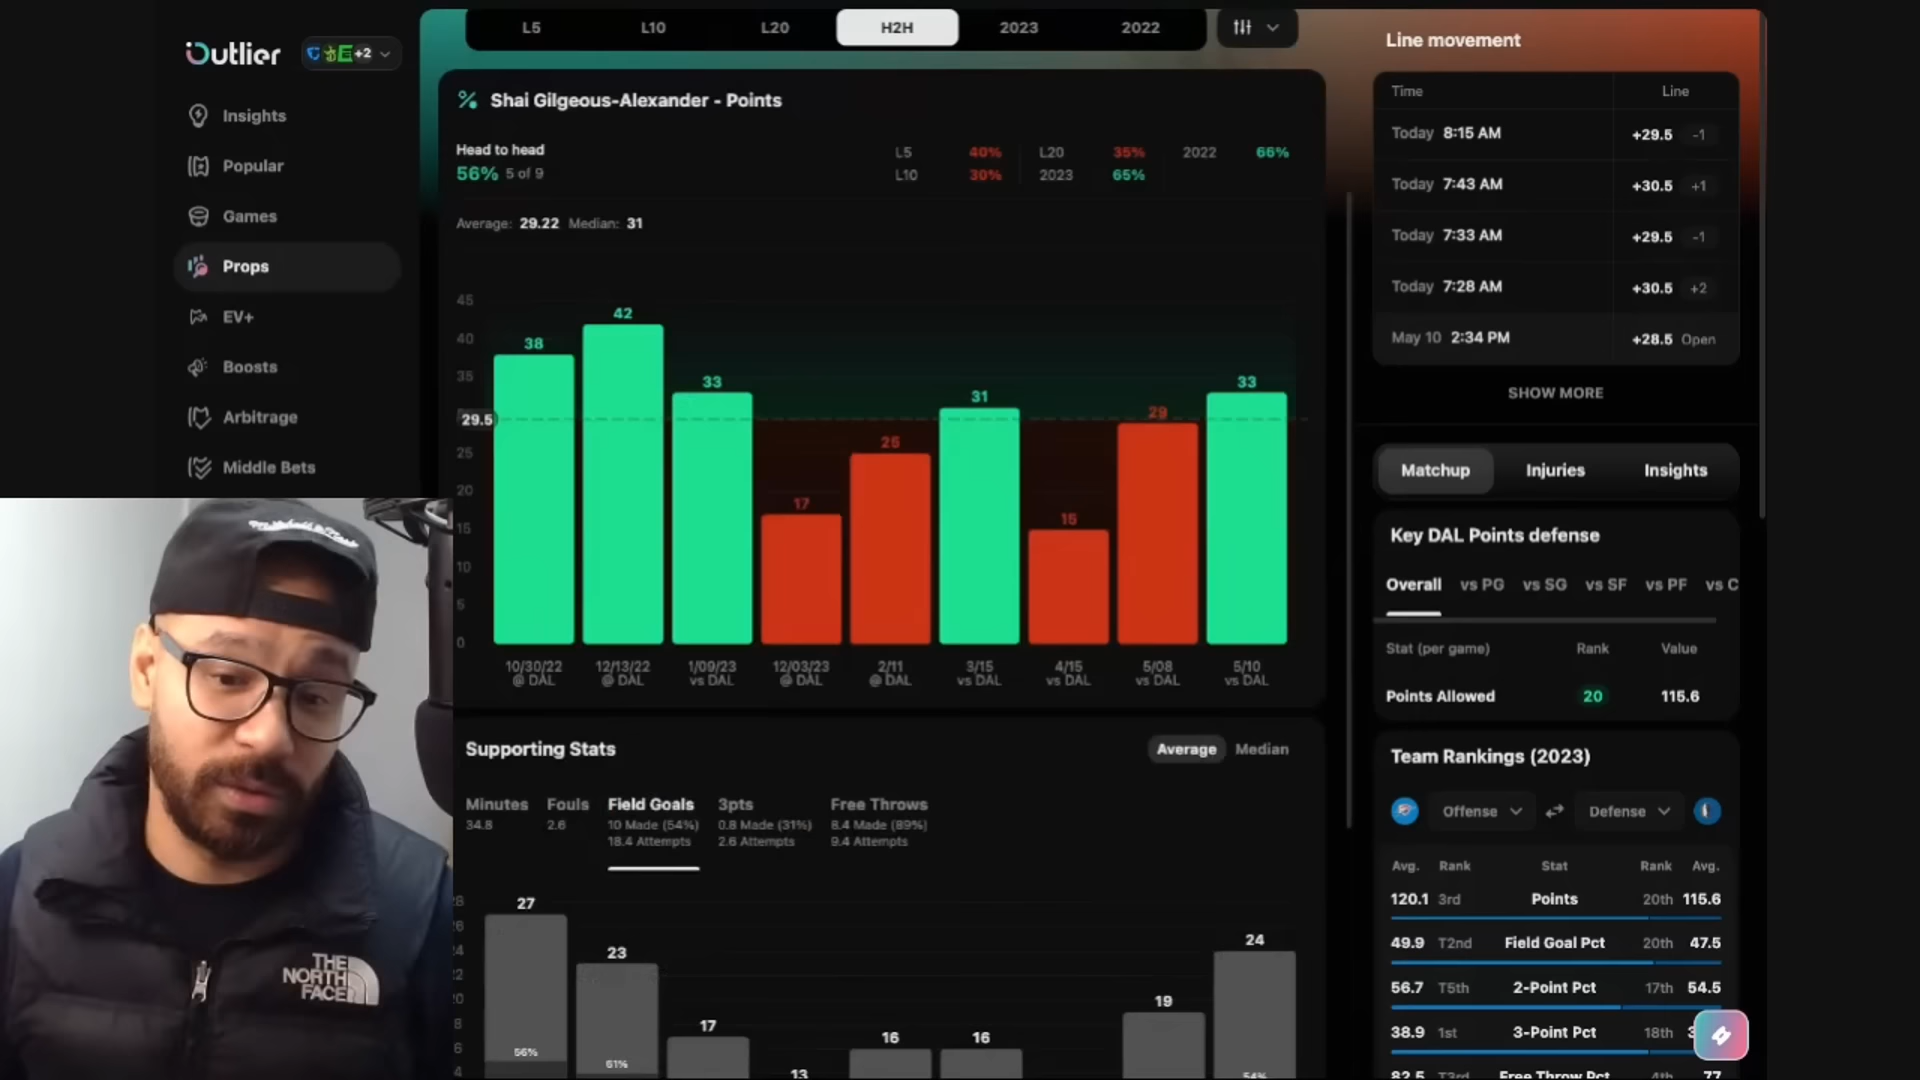 L5 L10 L20 H2H 2023 2022
Outlier +2
Insights
Popular
Games
Props
EV+
Boosts
Arbitrage
Middle Bets
Shai Gilgeous-Alexander - Points
Head to head
56% 5 of 9
L5 40% L20 35% 2022 66%
L10 30% 2023 65%
Average: 29.22 Median: 31
45
40
35
29.5
25
20
15
10
5
0
38 42 33 17 25 31 15 29 33
10/30/22 12/13/22 1/09/23 12/03/23 2/11 3/15 4/15 5/08 5/10
@ DAL @ DAL vs DAL @ DAL @ DAL vs DAL vs DAL vs DAL vs DAL
Supporting Stats
Average Median
Minutes Fouls Field Goals 3pts Free Throws
34.8 2.6 10 Made (54%) 0.8 Made (31%) 8.4 Made (89%)
18.4 Attempts 2.6 Attempts 9.4 Attempts
27 23 17 13 16 16 19 24
56% 61% 54%
Line movement
Time Line
Today 8:15 AM +29.5 -1
Today 7:43 AM +30.5 +1
Today 7:33 AM +29.5 -1
Today 7:28 AM +30.5 +2
May 10 2:34 PM +28.5 Open
SHOW MORE
Matchup Injuries Insights
Key DAL Points defense
Overall vs PG vs SG vs SF vs PF vs C
Stat (per game) Rank Value
Points Allowed 20 115.6
Team Rankings (2023)
Offense Defense
Avg. Rank Stat Rank Avg.
120.1 3rd Points 20th 115.6
49.9 T2nd Field Goal Pct 20th 47.5
56.7 T5th 2-Point Pct 17th 54.5
38.9 1st 3-Point Pct 18th
82.5 T3rd Free Throw Pct 4th 77
THE
NORTH
FACE